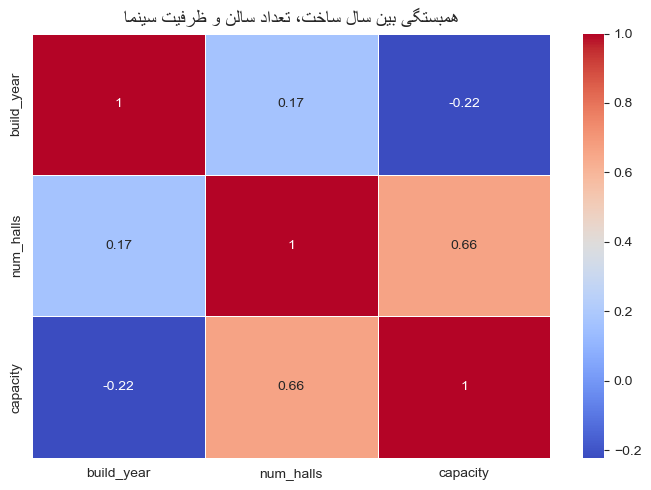 همبستگی بین سال ساخت، تعداد سالن و ظرفیت سینما
build_year
1
0.17
-0.22
num_halls
0.17
1
0.66
capacity
-0.22
0.66
1
build_year
num_halls
capacity
1.0
0.8
0.6
0.4
0.2
0.0
−0.2